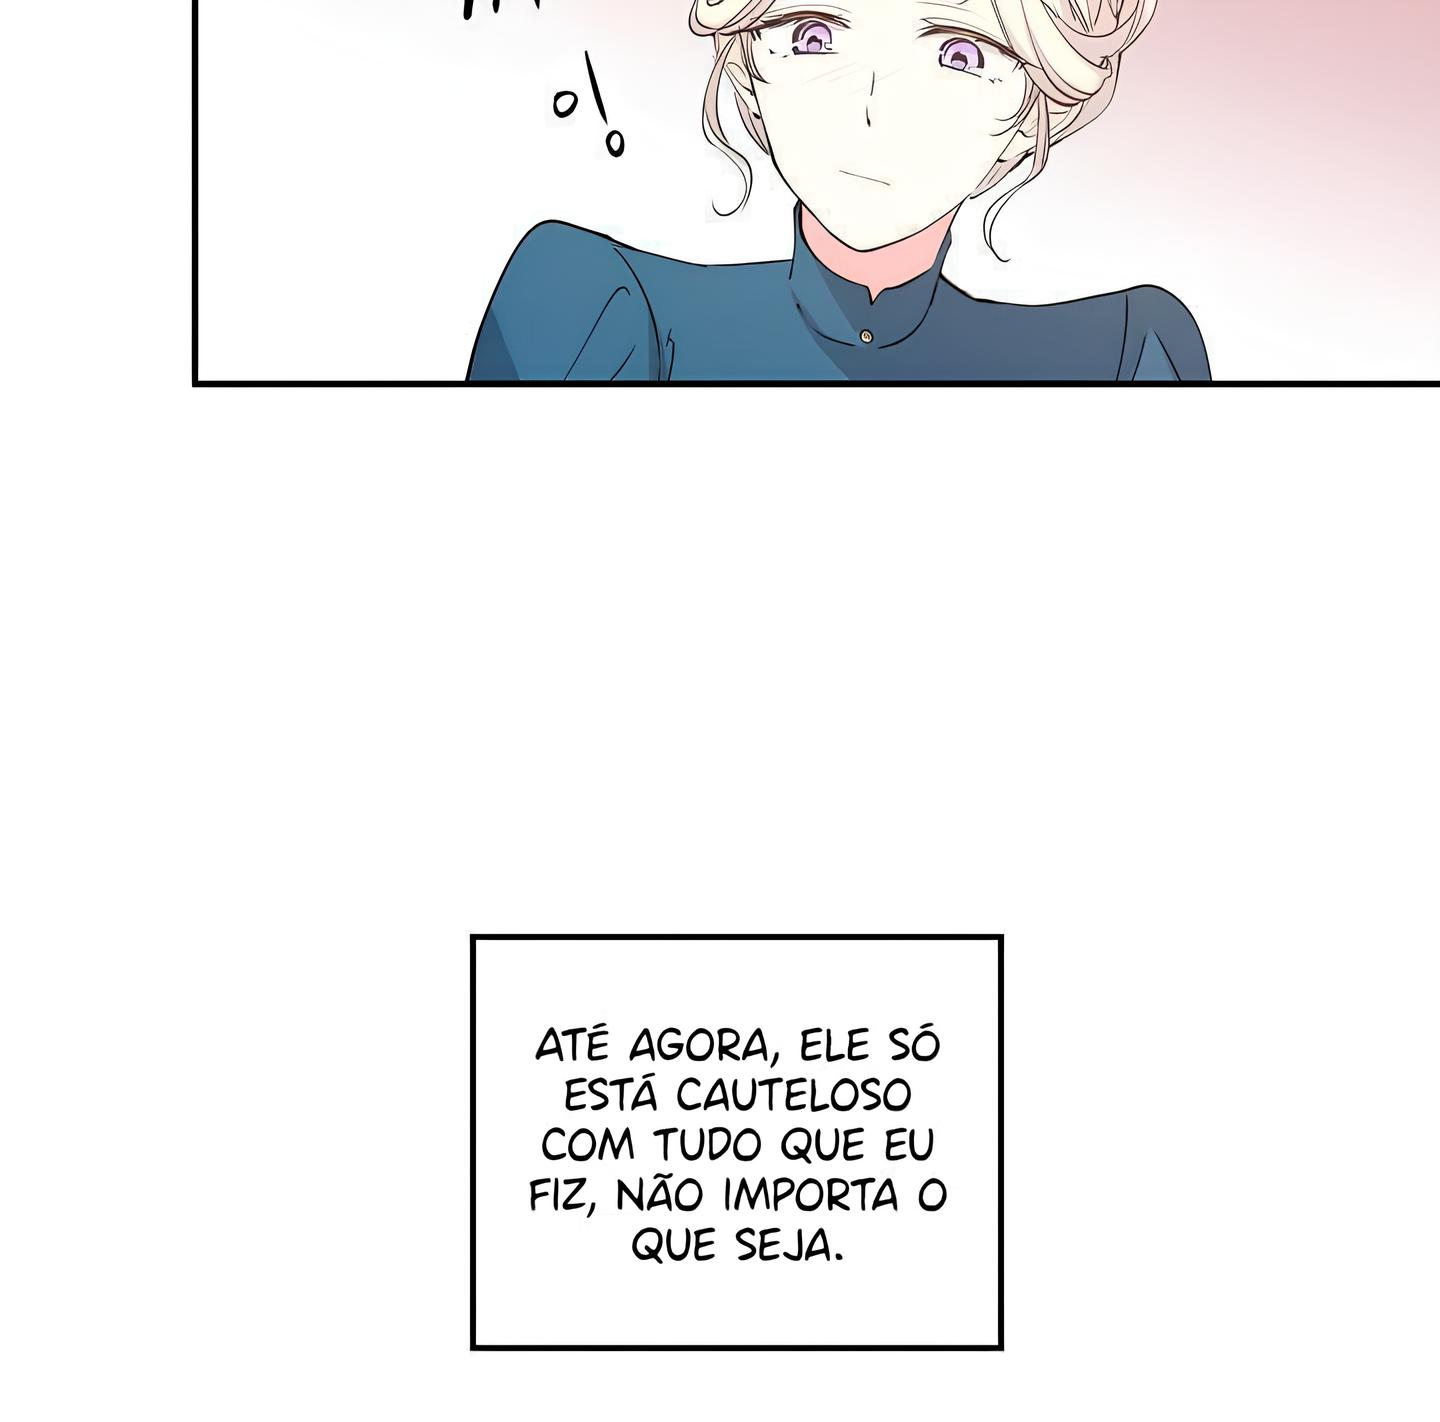 ATÉ AGORA, ELE SÓ
ESTÁ CAUTELOSO
COM TUDO QUE EU
FIZ, NÃO IMPORTA O
QUE SEJA.